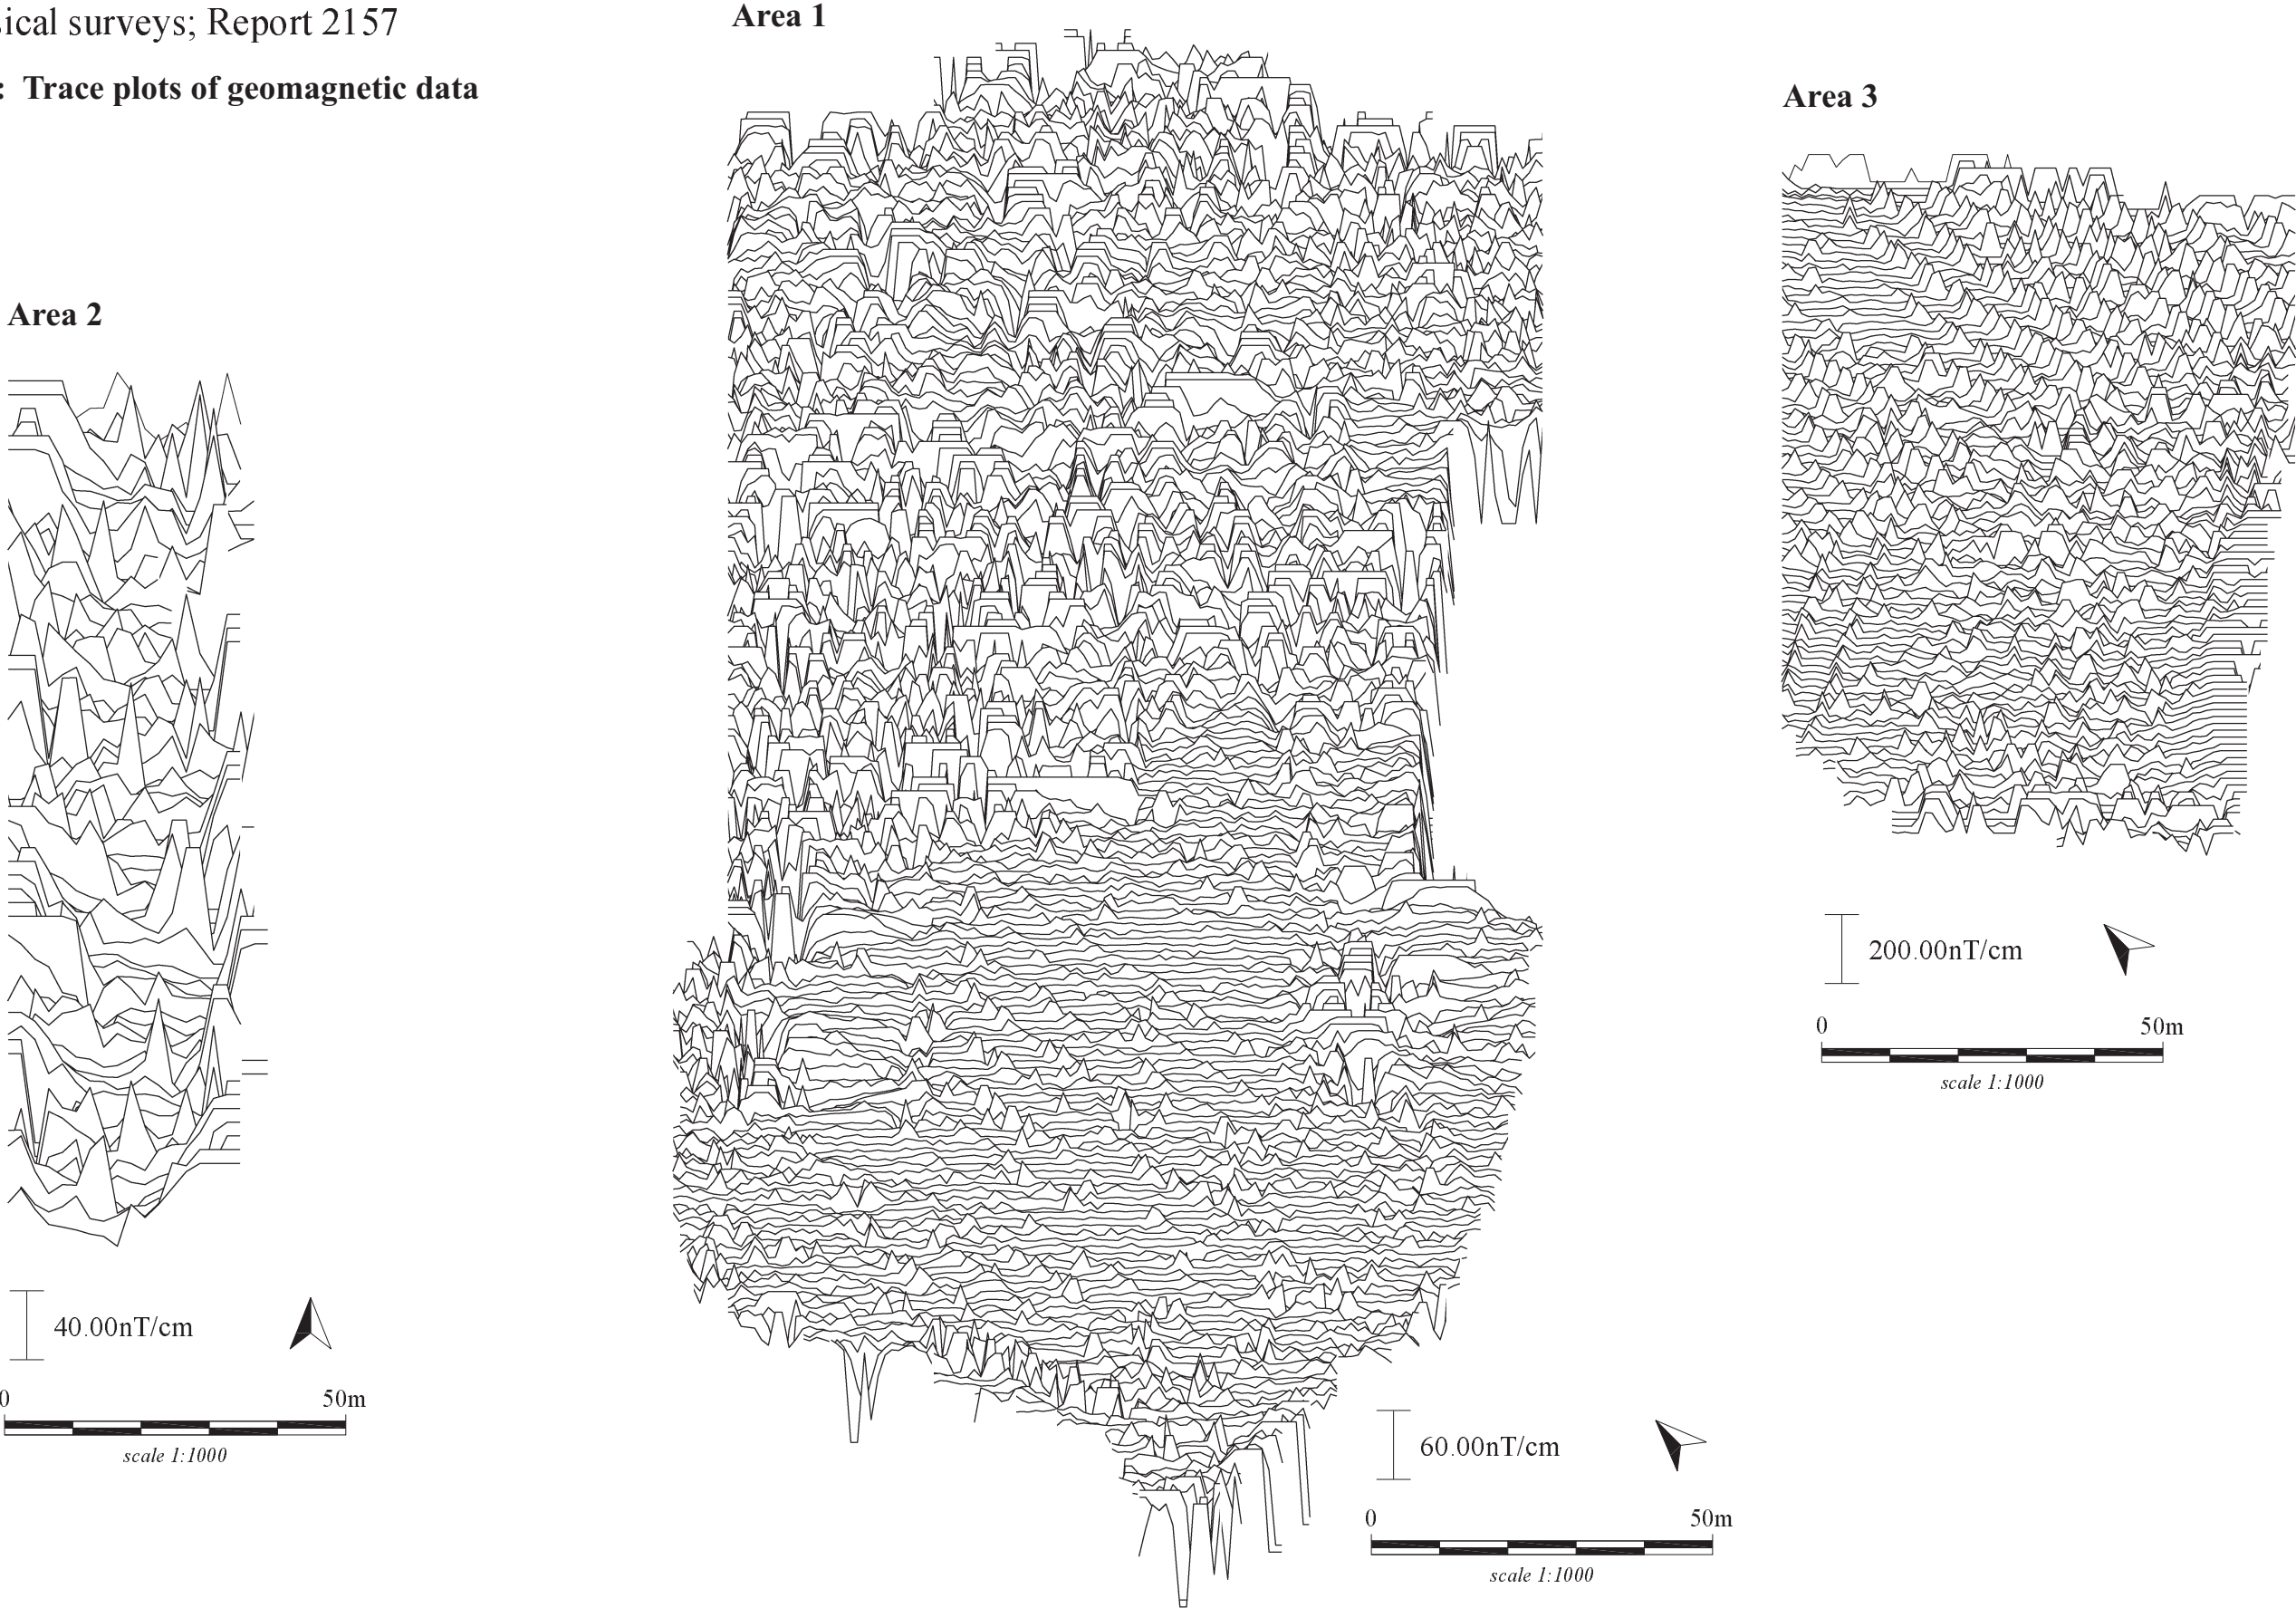 sical surveys; Report 2157
: Trace plots of geomagnetic data
Area 1
Area 3
Area 2
200.00nT/cm
0 50m
scale 1:1000
40.00nT/cm
0 50m
scale 1:1000
60.00nT/cm
0 50m
scale 1:1000